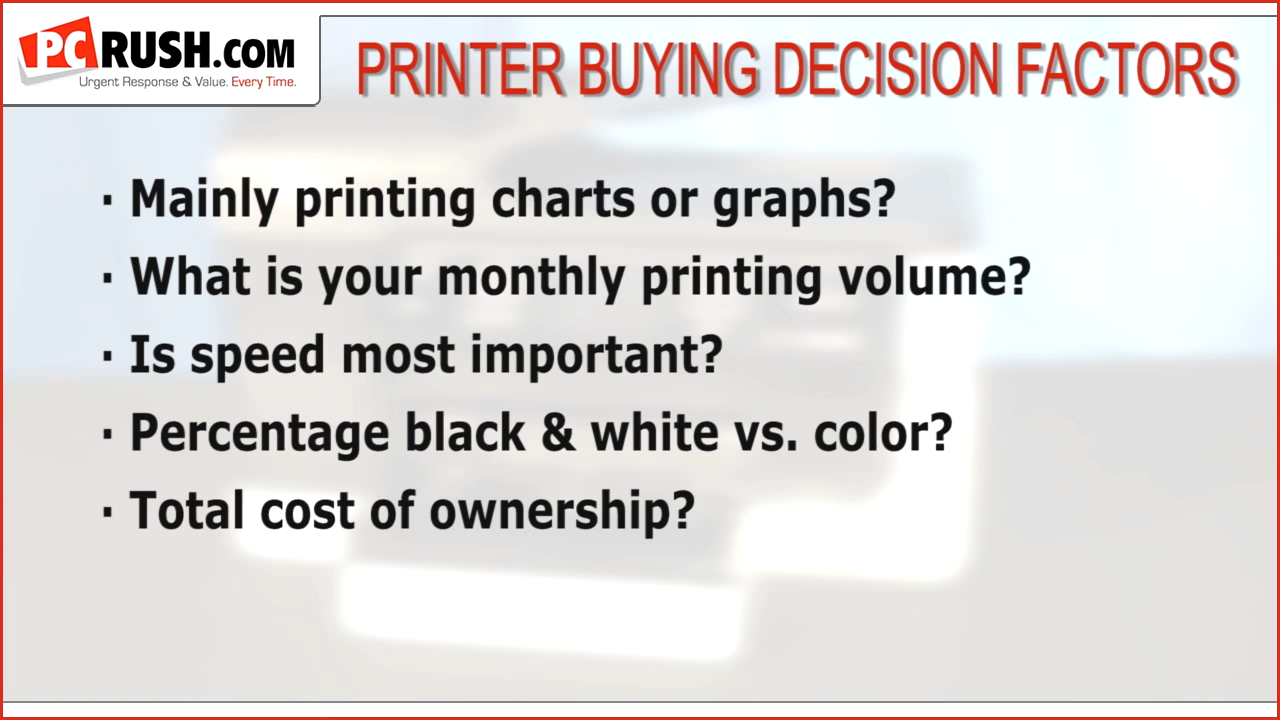 PCRUSH.COM
Urgent Response & Value. Every Time.
PRINTER BUYING DECISION FACTORS
· Mainly printing charts or graphs?
· What is your monthly printing volume?
· Is speed most important?
· Percentage black & white vs. color?
· Total cost of ownership?